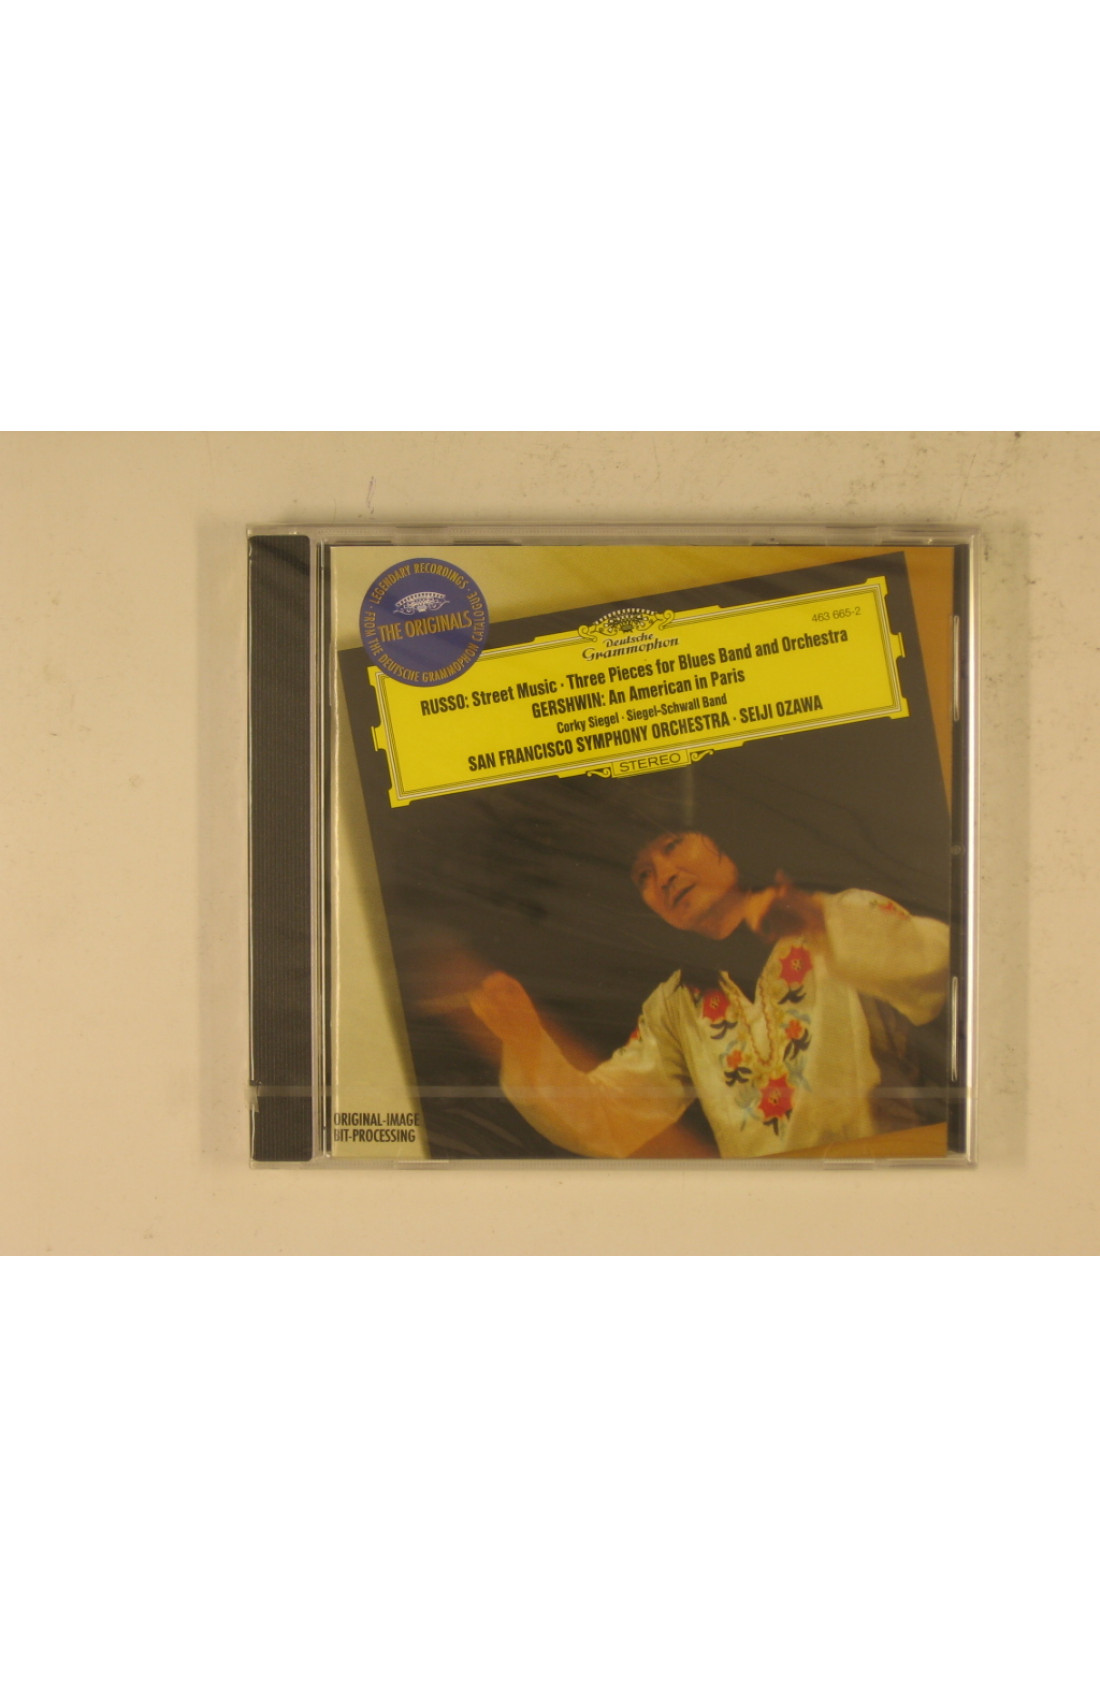 LEGENDARY RECORDINGS
THE ORIGINALS
FROM THE DEUTSCHE GRAMMOPHON CATALOGUE
463 665-2
Deutsche
Grammophon
RUSSO: Street Music · Three Pieces for Blues Band and Orchestra
GERSHWIN: An American in Paris
Corky Siegel · Siegel-Schwall Band
SAN FRANCISCO SYMPHONY ORCHESTRA · SEIJI OZAWA
STEREO
ORIGINAL-IMAGE
BIT-PROCESSING